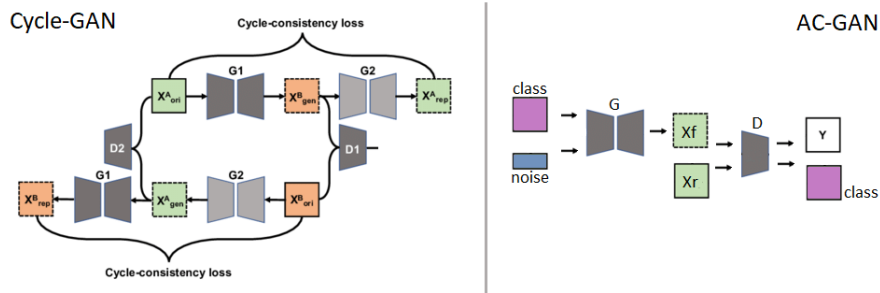 Cycle-GAN
Cycle-consistency loss
G1
G2
X^A_ori
X^B_gen
X^A_rep
D2
D1
G1
G2
X^B_rep
X^A_gen
X^B_ori
Cycle-consistency loss
AC-GAN
class
G
D
Xf
Y
noise
Xr
class